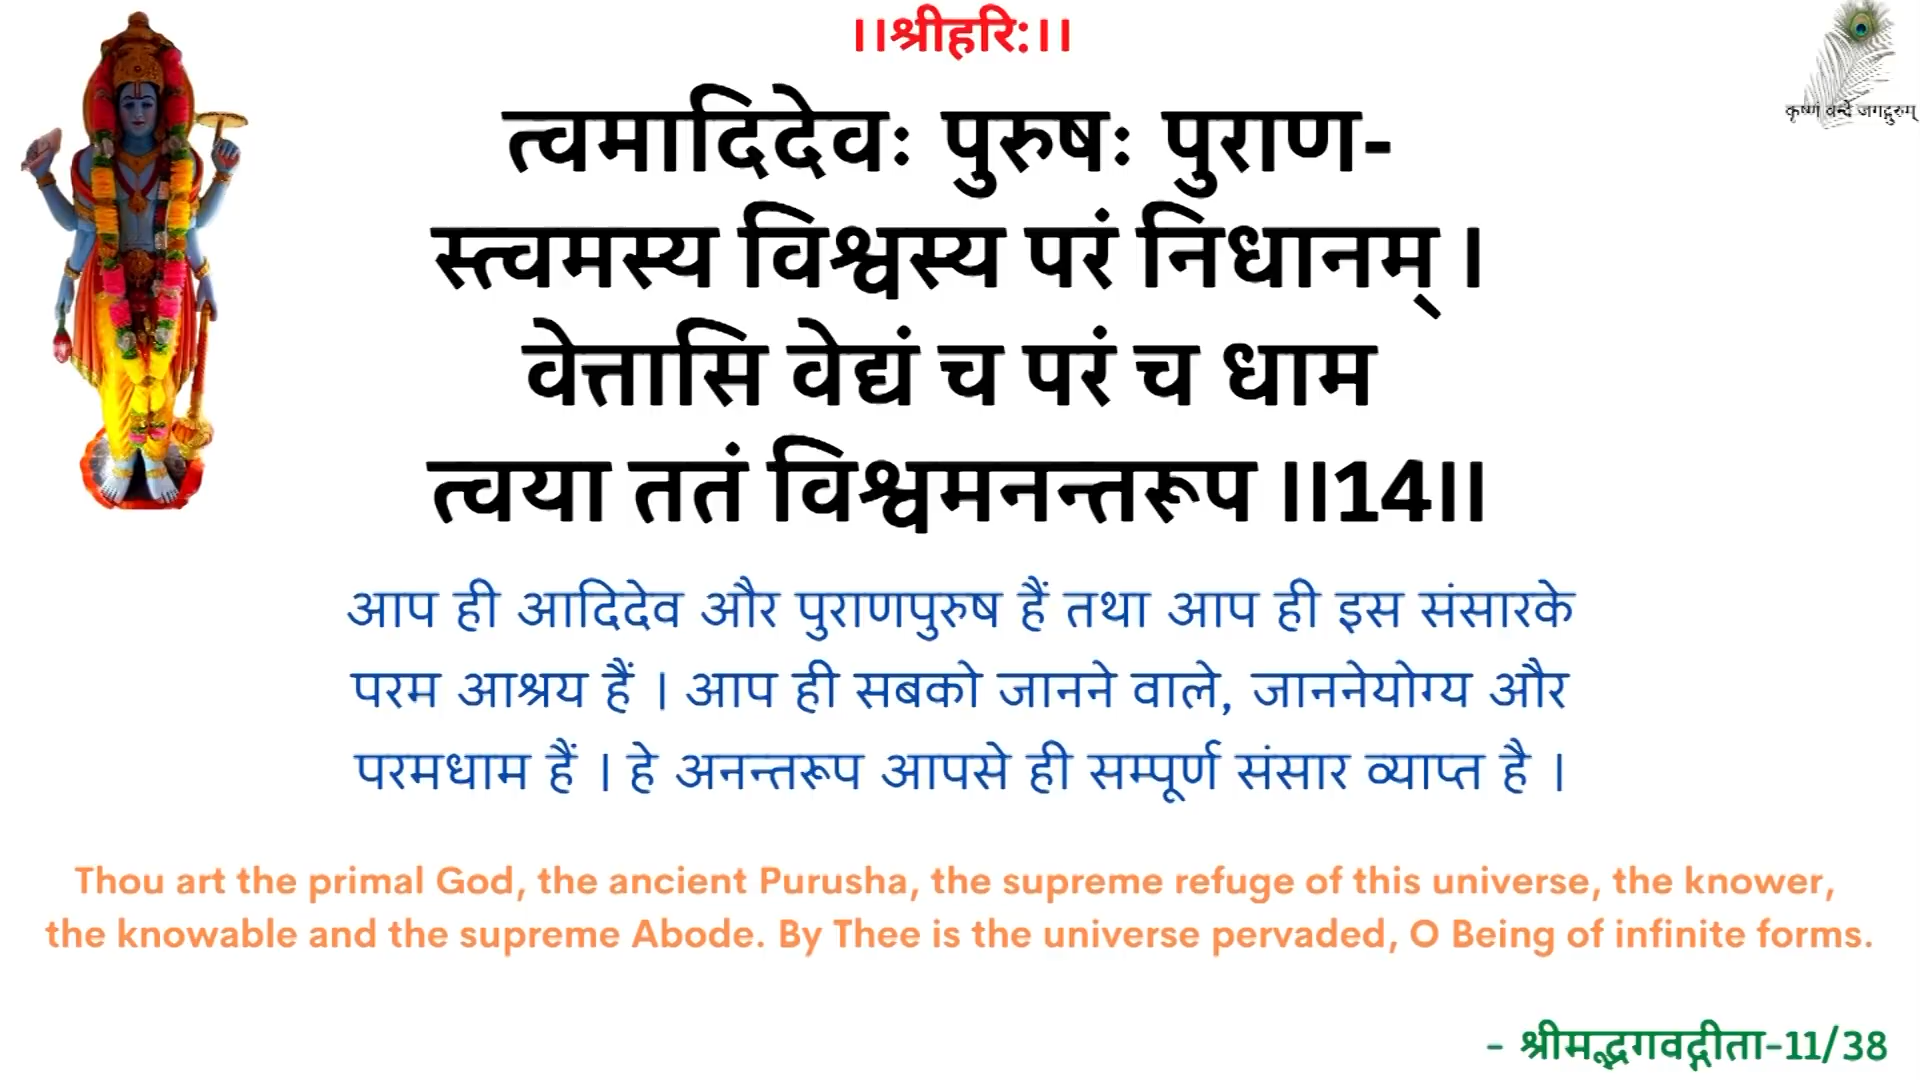 ।।श्रीहरि:।।
कृष्णं वन्दे जगद्गुरुम्
त्वमादिदेवः पुरुषः पुराण-
स्त्वमस्य विश्वस्य परं निधानम् ।
वेत्तासि वेद्यं च परं च धाम
त्वया ततं विश्वमनन्तरूप ।।14।।
आप ही आदिदेव और पुराणपुरुष हैं तथा आप ही इस संसारके
परम आश्रय हैं । आप ही सबको जानने वाले, जाननेयोग्य और
परमधाम हैं । हे अनन्तरूप आपसे ही सम्पूर्ण संसार व्याप्त है ।
Thou art the primal God, the ancient Purusha, the supreme refuge of this universe, the knower,
the knowable and the supreme Abode. By Thee is the universe pervaded, O Being of infinite forms.
- श्रीमद्भगवद्गीता-11/38